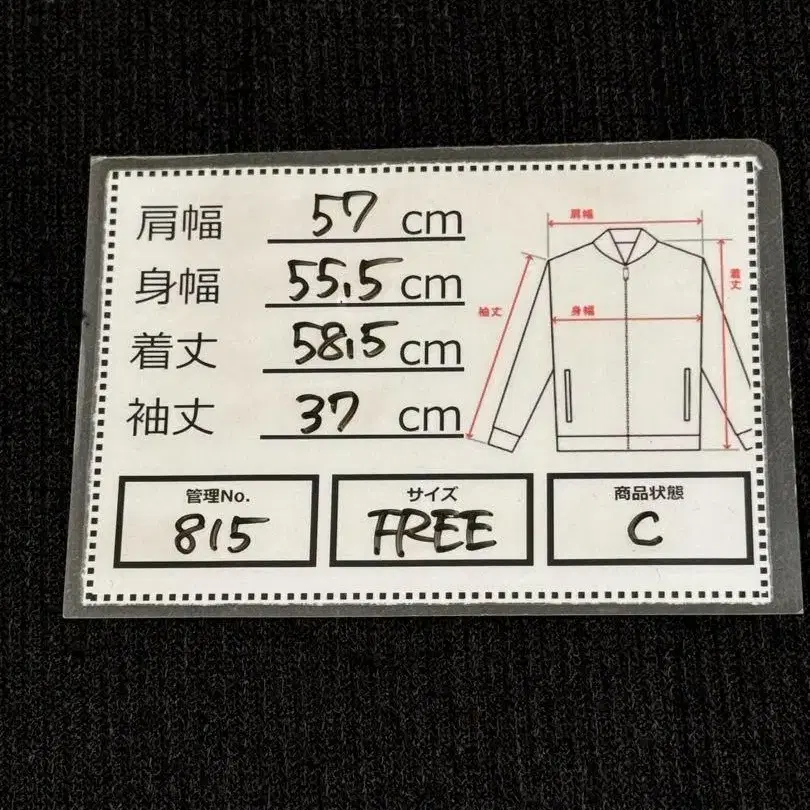 肩幅 57 cm
身幅 55.5 cm
着丈 58.5 cm
袖丈 37 cm
肩幅
着丈
袖丈
身幅
管理No. サイズ 商品状態
815 FREE C